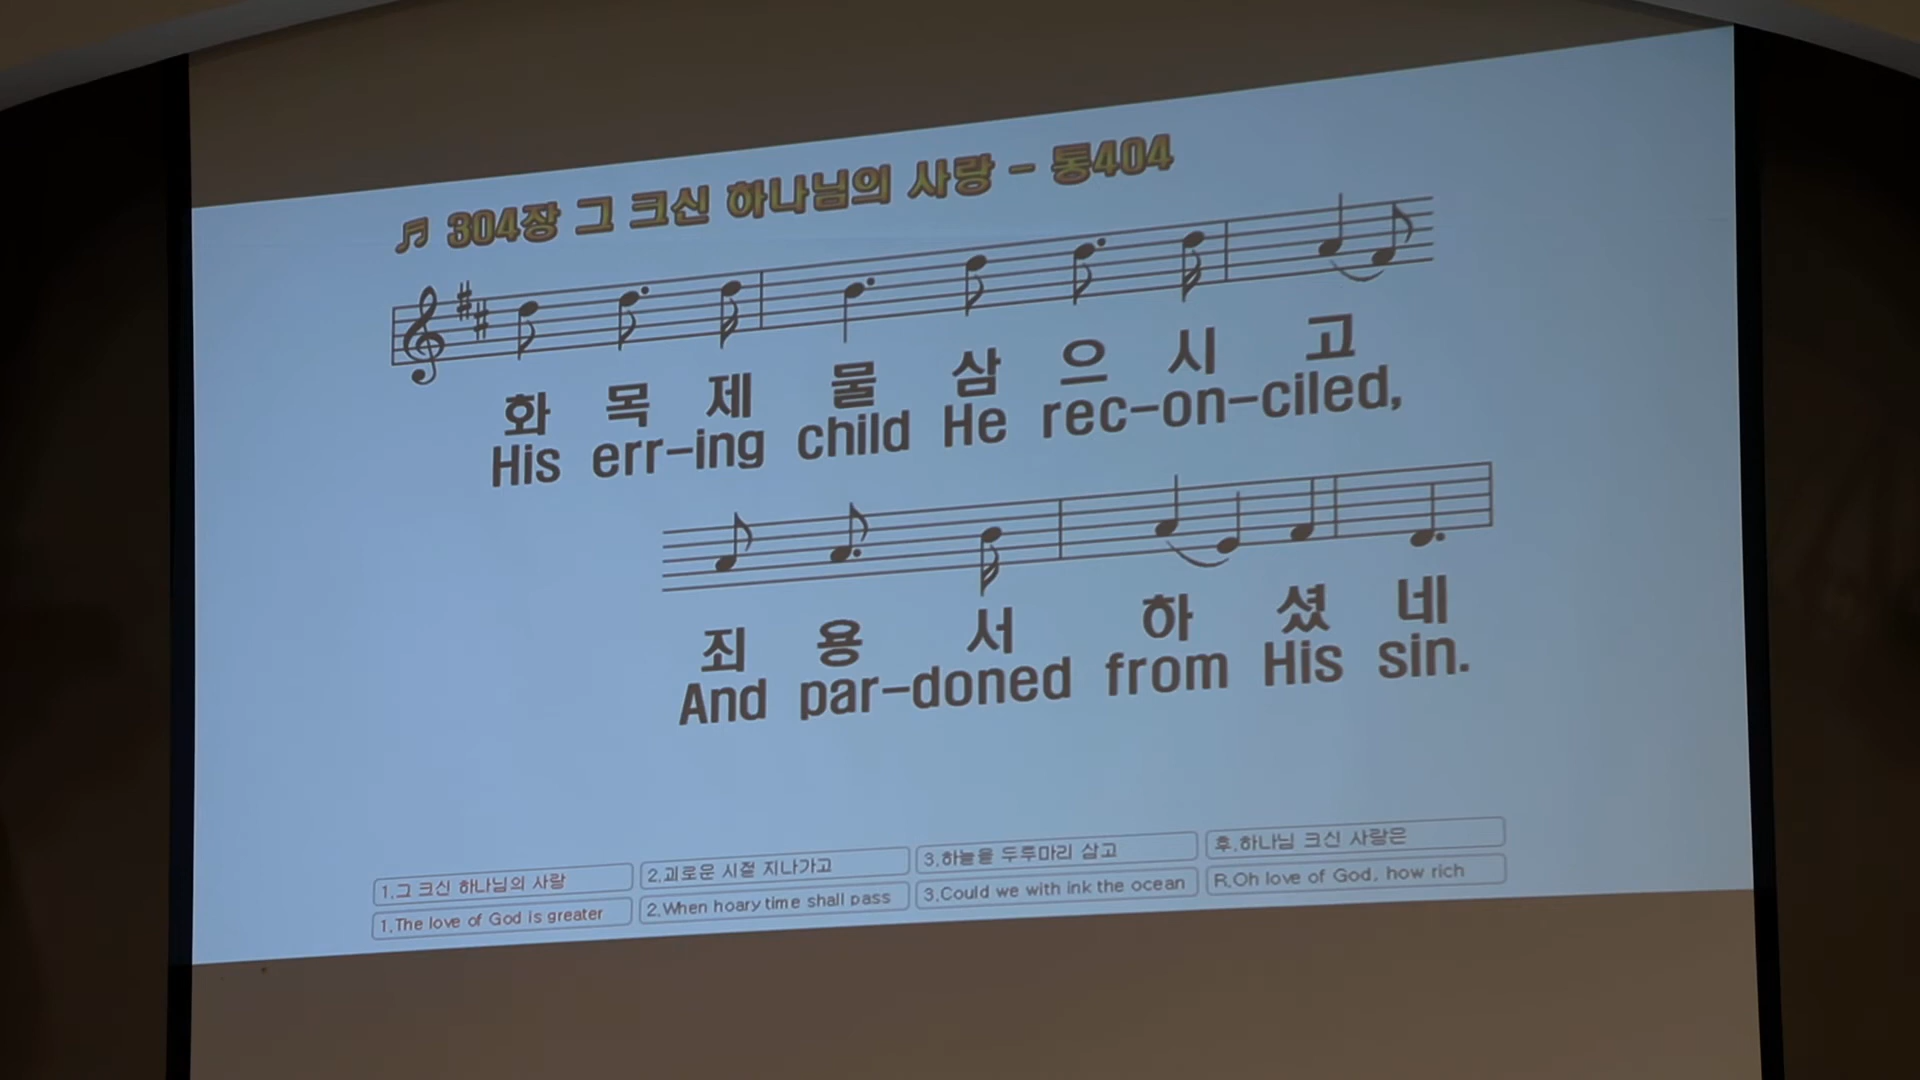 ♬ 304장 그 크신 하나님의 사랑 - 통404
화 목 제 물 삼 으 시 고
His err-ing child He rec-on-ciled,
죄 용 서 하 셨 네
And par-doned from His sin.
1.그 크신 하나님의 사랑 2.괴로운 시절 지나가고 3.하늘을 두루마리 삼고 후.하나님 크신 사랑은
1.The love of God is greater 2.When hoary time shall pass 3.Could we with ink the ocean R.Oh love of God, how rich